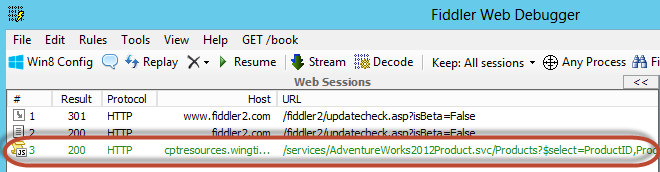 Fiddler Web Debugger
File Edit Rules Tools View Help GET /book
Win8 Config Replay Resume Stream Decode Keep: All sessions Any Process Fi
Web Sessions <<
# Result Protocol Host URL
1 301 HTTP www.fiddler2.com /fiddler2/updatecheck.asp?isBeta=False
2 200 HTTP www.fiddler2.com /fiddler2/updatecheck.asp?isBeta=False
JS 3 200 HTTP cptresources.wingti... /services/AdventureWorks2012Product.svc/Products?$select=ProductID,Proc